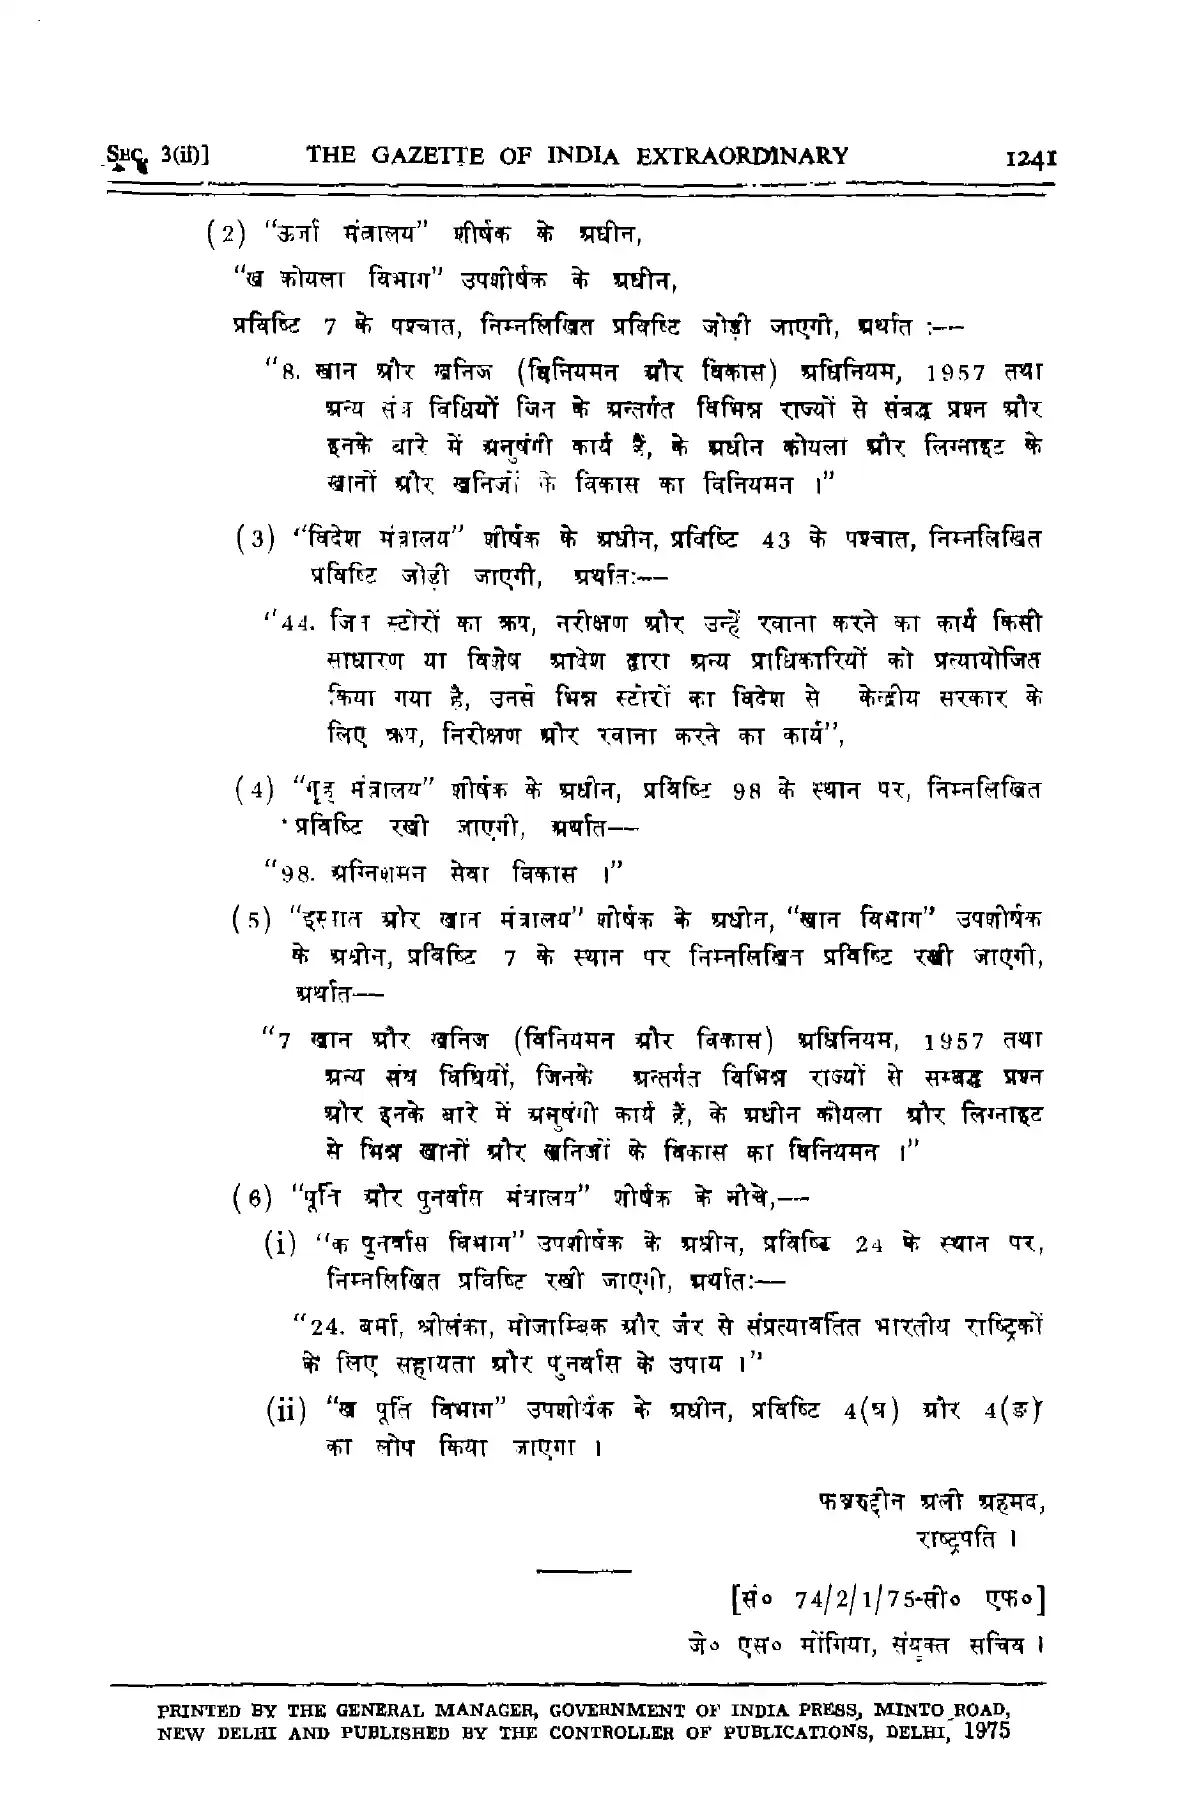 SEC. 3(ii)] THE GAZETTE OF INDIA EXTRAORDINARY 1241
(2) “ऊर्जा मंत्रालय” शीर्षक के अधीन,
“ख कोयला विभाग” उपशीर्षक के अधीन,
प्रविष्टि 7 के पश्चात, निम्नलिखित प्रविष्टि जोड़ी जाएगी, अर्थात :--
“8. खान और खनिज (विनियमन और विकास) अधिनियम, 1957 तथा
अन्य संघ विधियों जिन के अन्तर्गत विभिन्न राज्यों से संबद्ध प्रश्न और
इनके बारे में अनुषंगी कार्य हैं, के अधीन कोयला और लिग्नाइट के
खानों और खनिजों के विकास का विनियमन ।”
(3) “विदेश मंत्रालय” शीर्षक के अधीन, प्रविष्टि 43 के पश्चात, निम्नलिखित
प्रविष्टि जोड़ी जाएगी, अर्थात:--
“44. जिन स्टोरों का क्रय, नरीक्षण और उन्हें रवाना करने का कार्य किसी
साधारण या विशेष आदेश द्वारा अन्य प्राधिकारियों को प्रत्यायोजित
किया गया है, उनसे भिन्न स्टोरों का विदेश से केन्द्रीय सरकार के
लिए क्रय, निरीक्षण और रवाना करने का कार्य”,
(4) “गृह मंत्रालय” शीर्षक के अधीन, प्रविष्टि 98 के स्थान पर, निम्नलिखित
प्रविष्टि रखी जाएगी, अर्थात--
“98. अग्निशमन सेवा विकास ।”
(5) “इस्पात और खान मंत्रालय” शीर्षक के अधीन, “खान विभाग” उपशीर्षक
के अधीन, प्रविष्टि 7 के स्थान पर निम्नलिखित प्रविष्टि रखी जाएगी,
अर्थात--
“7 खान और खनिज (विनियमन और विकास) अधिनियम, 1957 तथा
अन्य संघ विधियों, जिनके अन्तर्गत विभिन्न राज्यों से सम्बद्ध प्रश्न
और इनके बारे में अनुषंगी कार्य हैं, के अधीन कोयला और लिग्नाइट
से भिन्न खानों और खनिजों के विकास का विनियमन ।”
(6) “पूर्ति और पुनर्वास मंत्रालय” शीर्षक के नीचे,--
(i) “क पुनर्वास विभाग” उपशीर्षक के अधीन, प्रविष्टि 24 के स्थान पर,
निम्नलिखित प्रविष्टि रखी जाएगी, अर्थात:--
“24. बर्मा, श्रीलंका, मोजाम्बिक और जैर से संप्रत्यावर्तित भारतीय राष्ट्रिकों
के लिए सहायता और पुनर्वास के उपाय ।”
(ii) “ख पूर्ति विभाग” उपशीर्षक के अधीन, प्रविष्टि 4(घ) और 4(ङ)
का लोप किया जाएगा ।
फखरुद्दीन अली अहमद,
राष्ट्रपति ।
[सं० 74/2/1/75-सी० एफ०]
जे० एस० मोंगिया, संयुक्त सचिव ।
PRINTED BY THE GENERAL MANAGER, GOVERNMENT OF INDIA PRESS, MINTO ROAD,
NEW DELHI AND PUBLISHED BY THE CONTROLLER OF PUBLICATIONS, DELHI, 1975